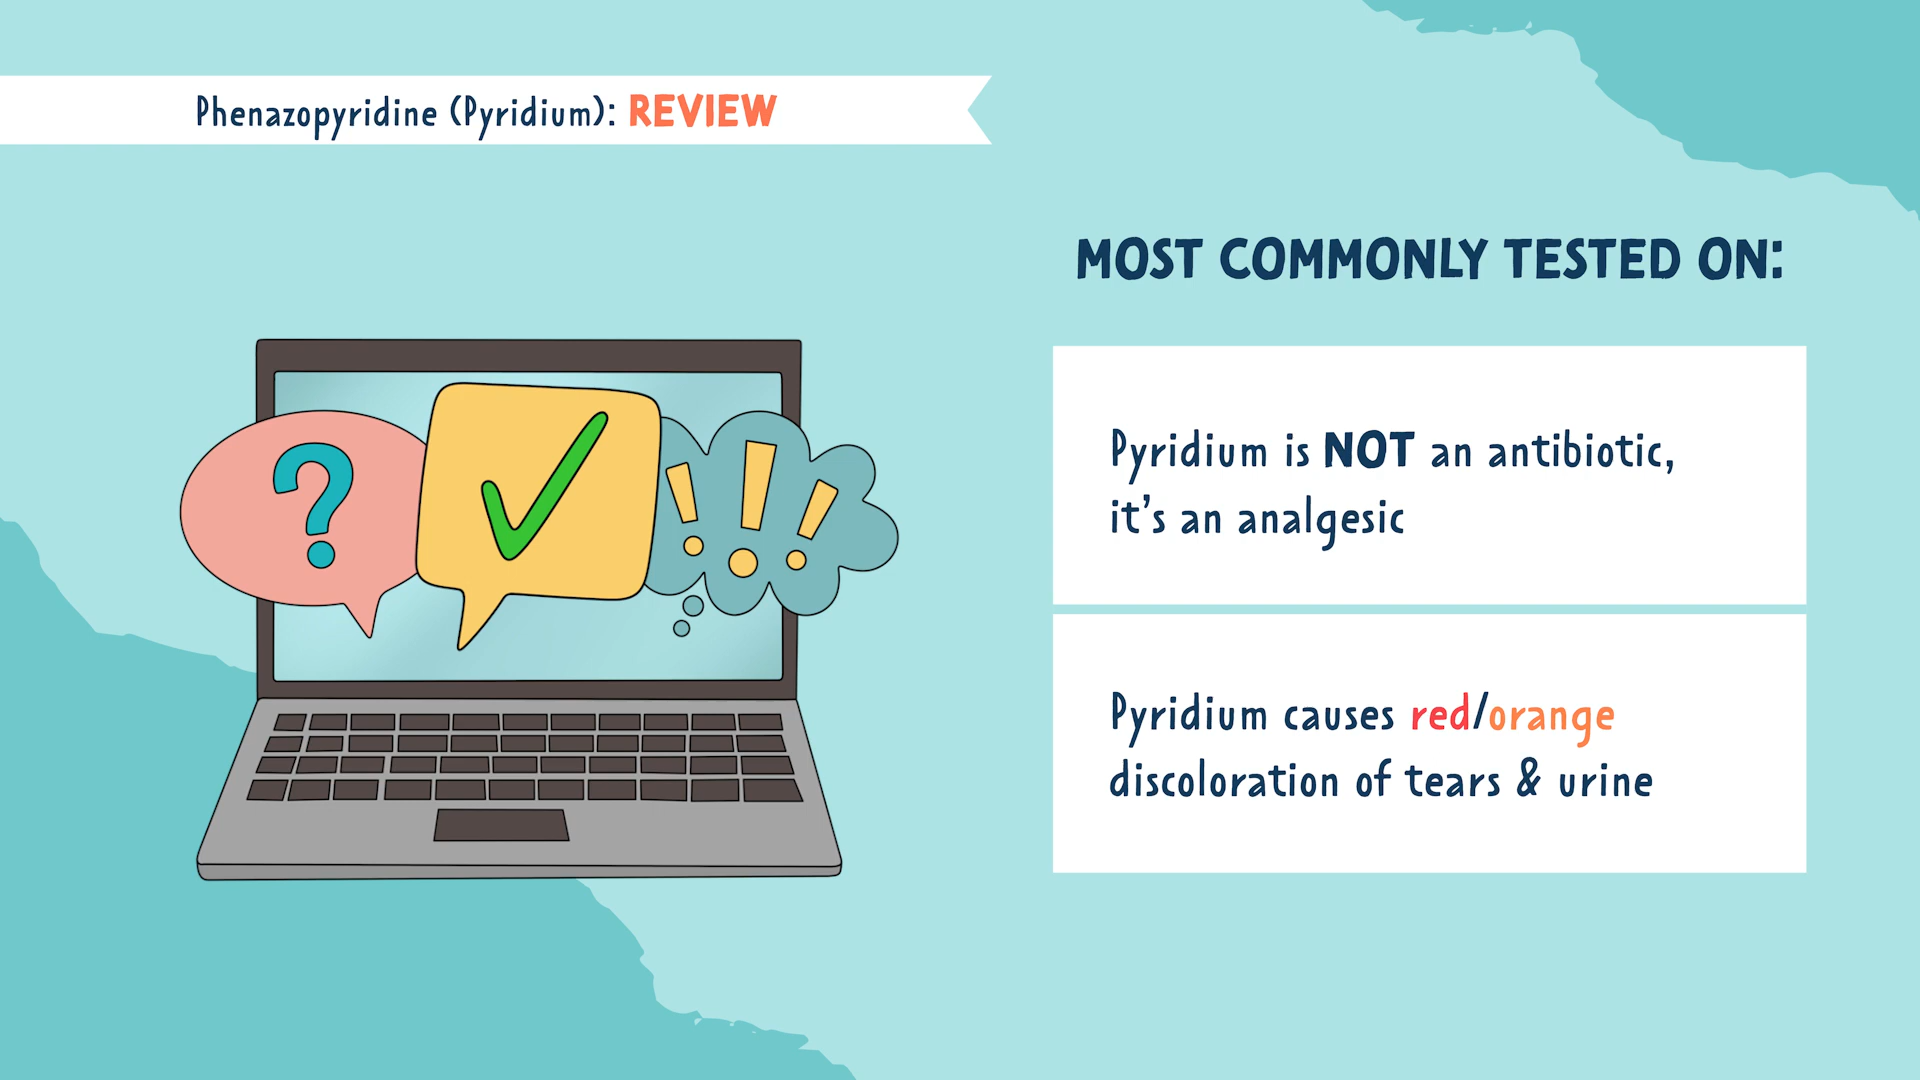 Phenazopyridine (Pyridium): REVIEW
MOST COMMONLY TESTED ON:
Pyridium is NOT an antibiotic,
it's an analgesic
Pyridium causes red/orange
discoloration of tears & urine